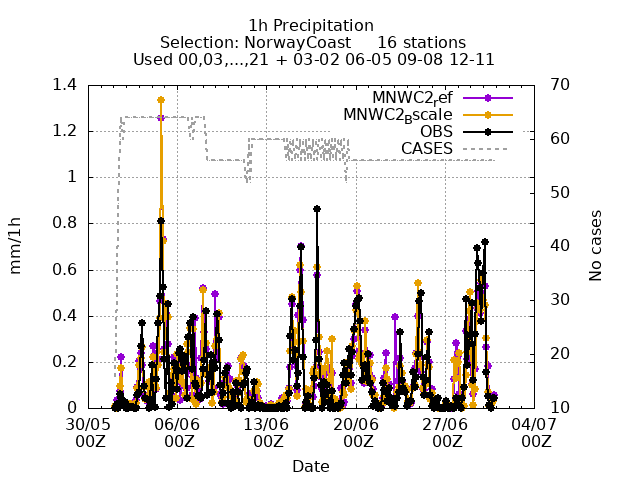 1h Precipitation
Selection: NorwayCoast 16 stations
Used 00,03,...,21 + 03-02 06-05 09-08 12-11
MNWC2ref
MNWC2Bscale
OBS
CASES
1.4
1.2
1
0.8
0.6
0.4
0.2
0
mm/1h
70
60
50
40
30
20
10
No cases
30/05 06/06 13/06 20/06 27/06 04/07
00Z 00Z 00Z 00Z 00Z 00Z
Date